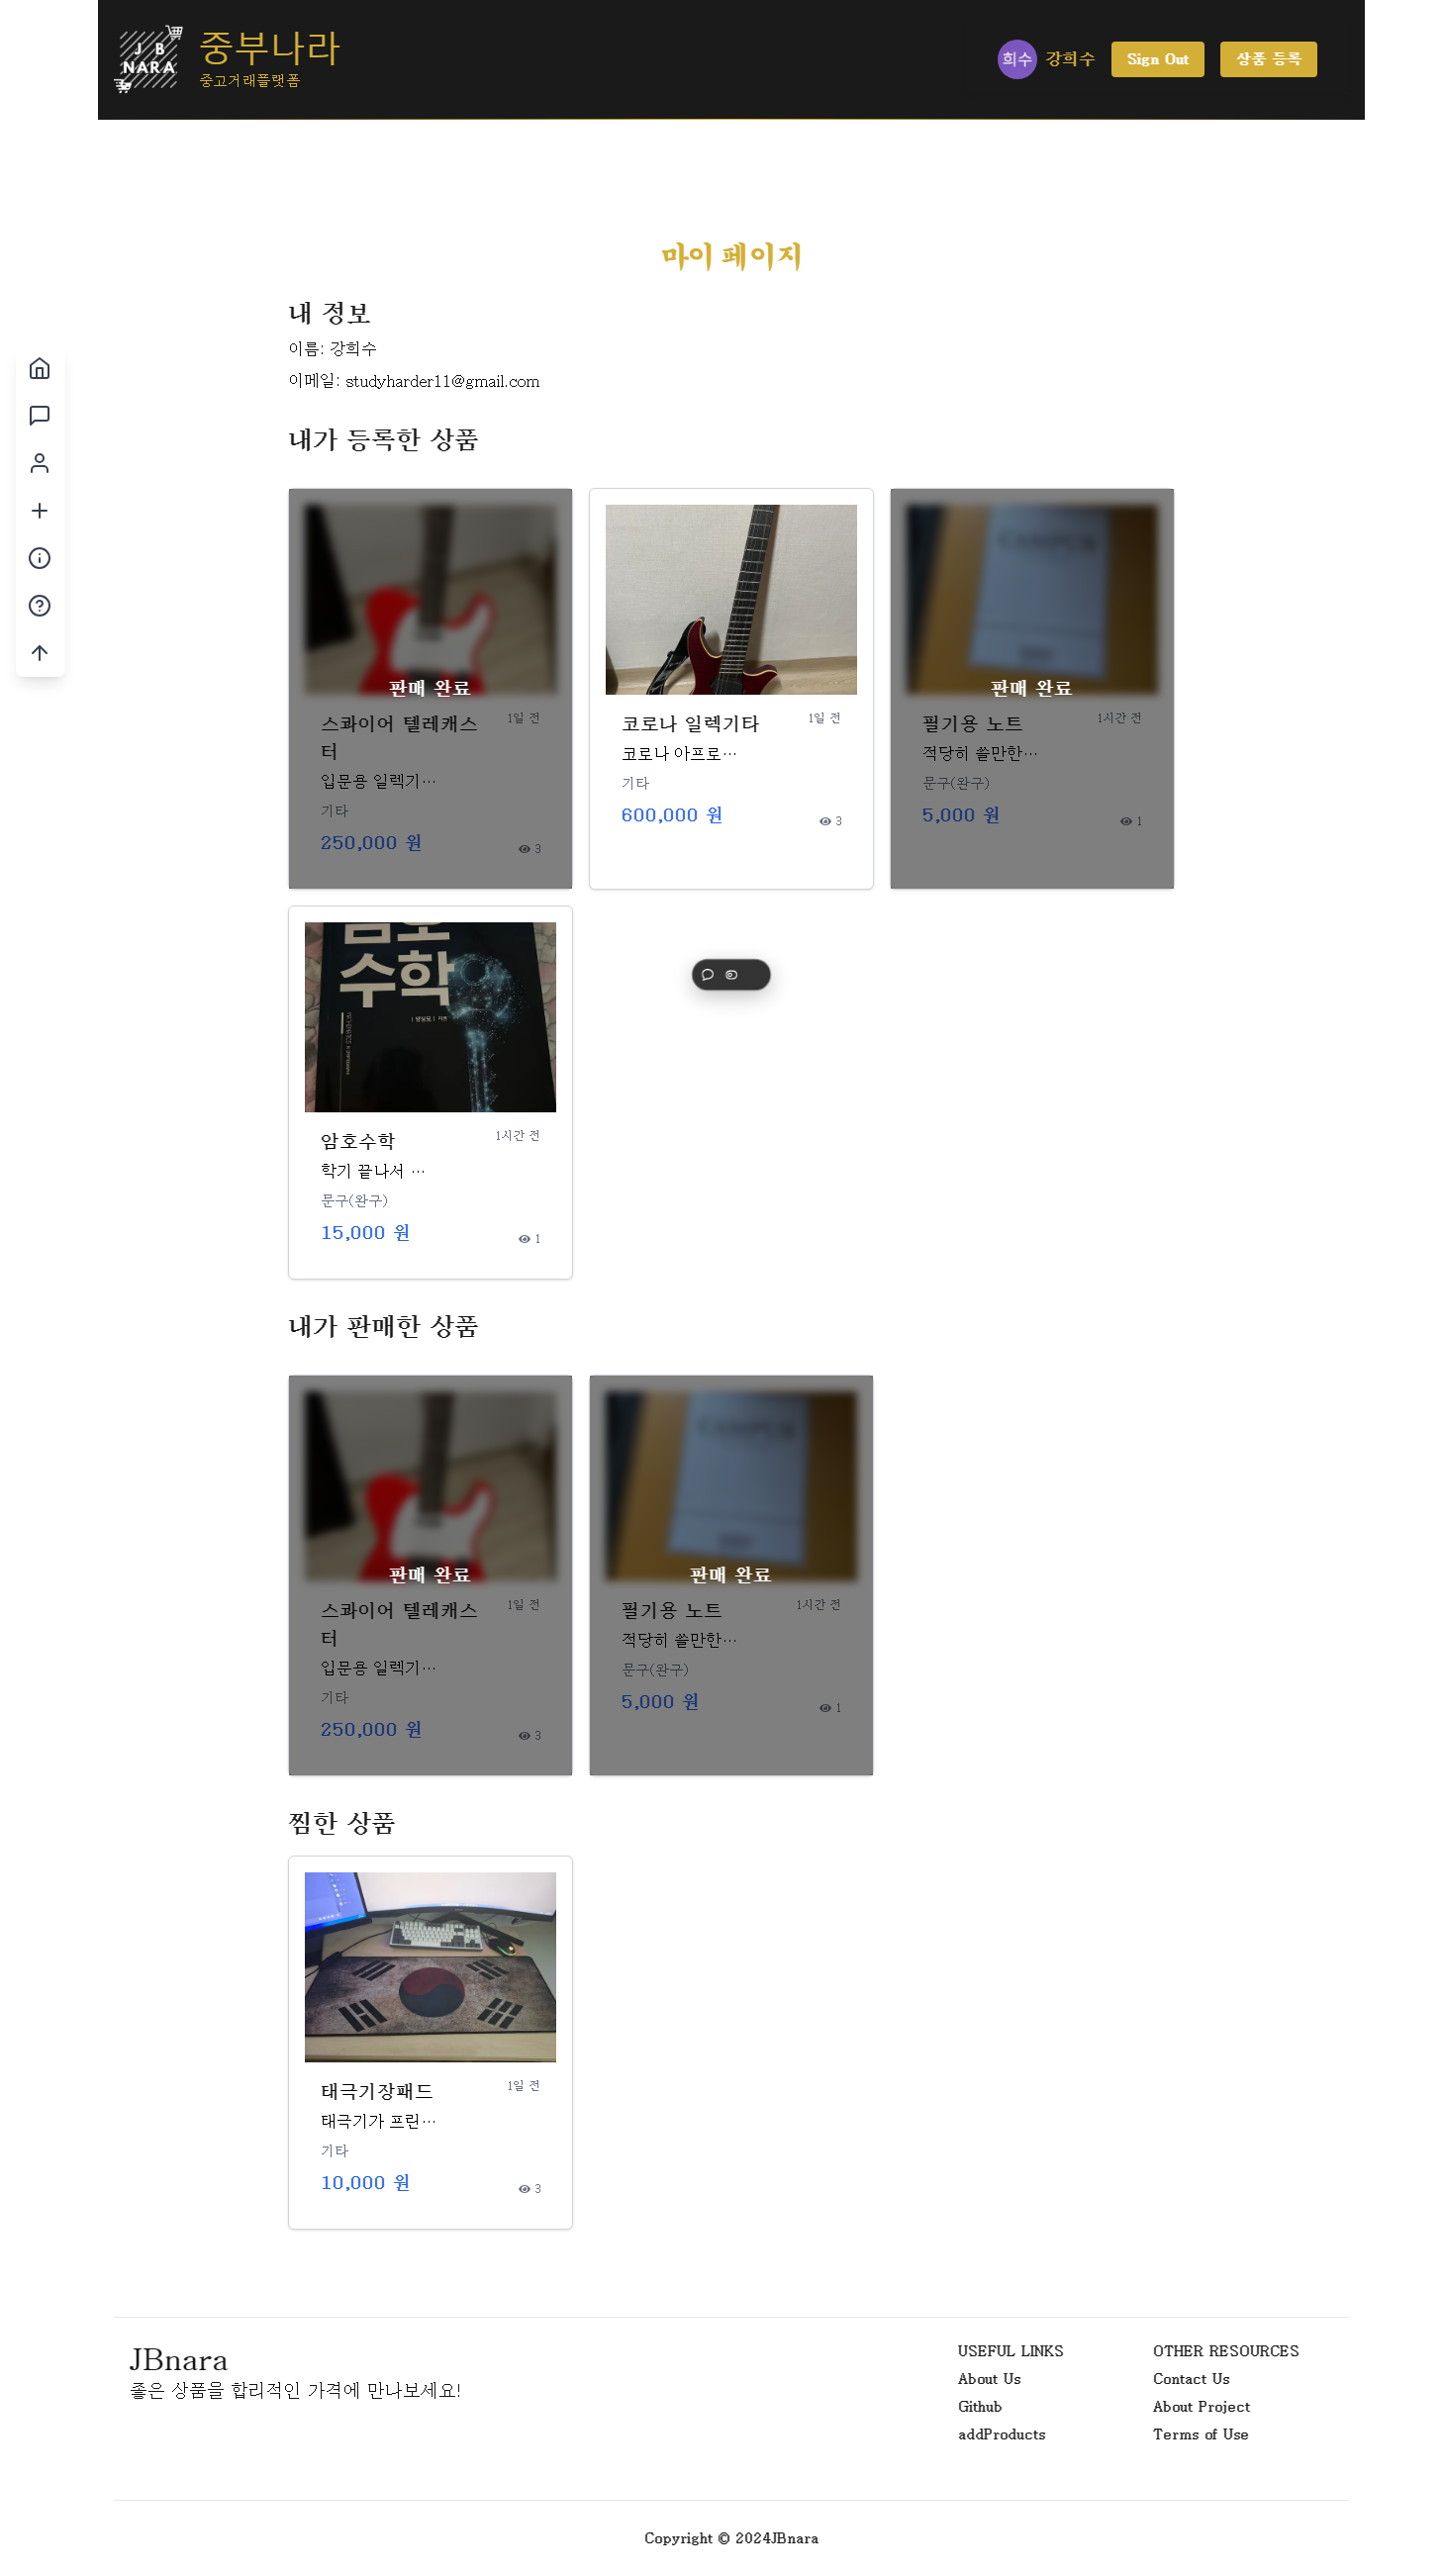 J B
NARA
중부나라
중고거래플랫폼
희수 강희수 Sign Out 상품 등록
마이 페이지
내 정보
이름: 강희수
이메일: studyharder11@gmail.com
내가 등록한 상품
판매 완료
스콰이어 텔레캐스
터
1일 전
입문용 일렉기...
기타
250,000 원
3
코로나 일렉기타
1일 전
코로나 아프로...
기타
600,000 원
3
CAMPUS
판매 완료
필기용 노트
1시간 전
적당히 쓸만한...
문구(완구)
5,000 원
1
암호
수학
암호수학
1시간 전
학기 끝나서 ...
문구(완구)
15,000 원
1
내가 판매한 상품
판매 완료
스콰이어 텔레캐스
터
1일 전
입문용 일렉기...
기타
250,000 원
3
CAMPUS
판매 완료
필기용 노트
1시간 전
적당히 쓸만한...
문구(완구)
5,000 원
1
찜한 상품
태극기장패드
1일 전
태극기가 프린...
기타
10,000 원
3
JBnara
좋은 상품을 합리적인 가격에 만나보세요!
USEFUL LINKS
About Us
Github
addProducts
OTHER RESOURCES
Contact Us
About Project
Terms of Use
Copyright © 2024JBnara